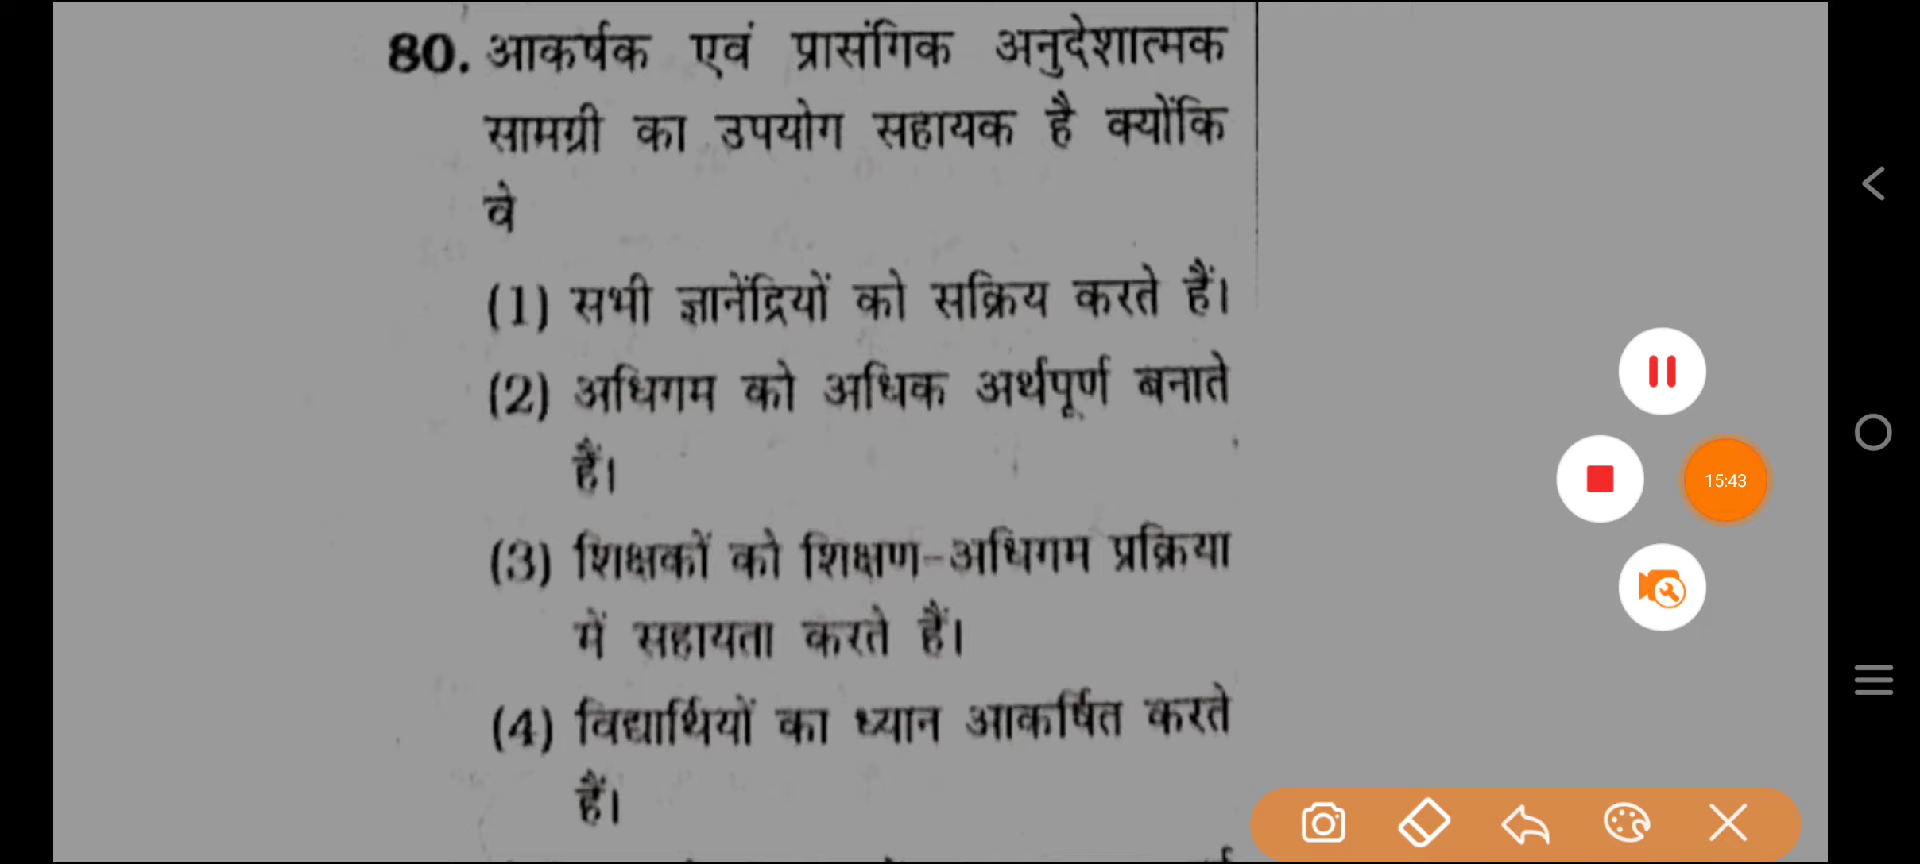 80. आकर्षक एवं प्रासंगिक अनुदेशात्मक
सामग्री का उपयोग सहायक है क्योंकि
वे
(1) सभी ज्ञानेंद्रियों को सक्रिय करते हैं।
(2) अधिगम को अधिक अर्थपूर्ण बनाते
हैं।
(3) शिक्षकों को शिक्षण-अधिगम प्रक्रिया
में सहायता करते हैं।
(4) विद्यार्थियों का ध्यान आकर्षित करते
हैं।
15:43